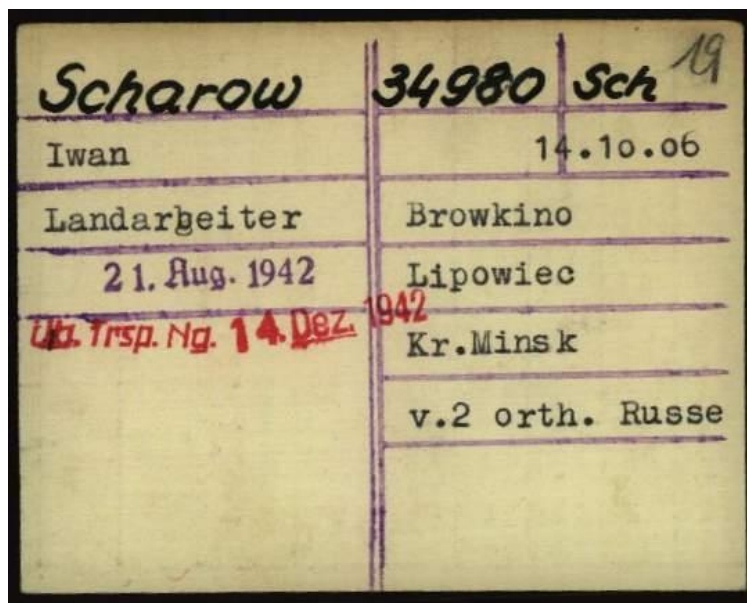 19
Scharow 34980 Sch
Iwan 14.10.06
Landarbeiter Browkino
21. Aug. 1942 Lipowiec
Üb. Trsp. Ng. 14. Dez. 1942
Kr.Minsk
v.2 orth. Russe